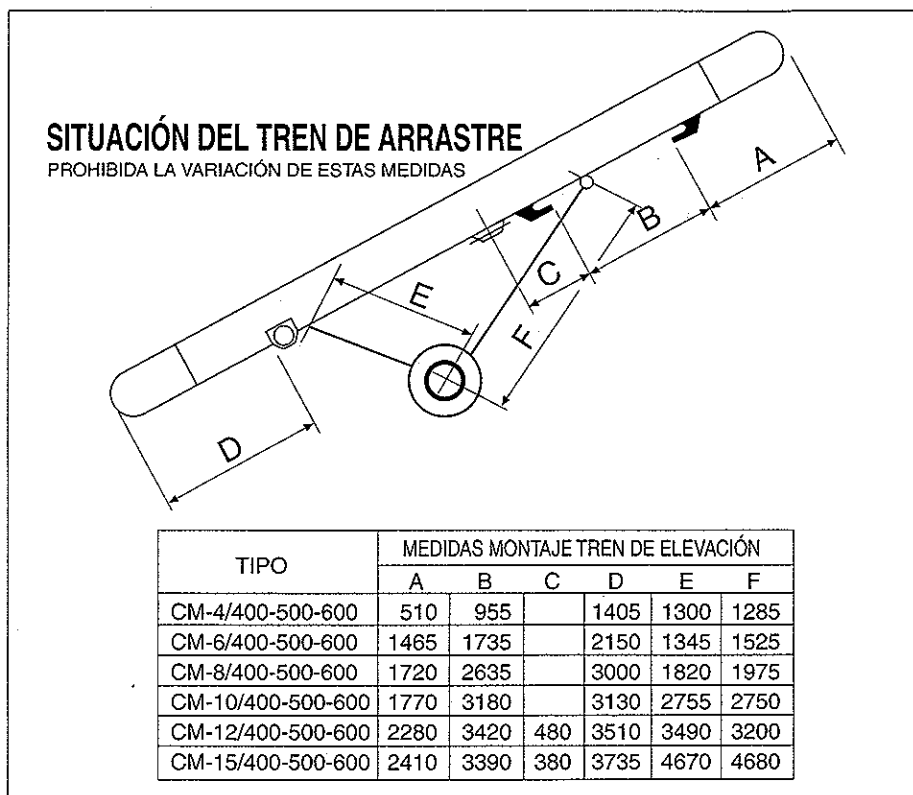 SITUACIÓN DEL TREN DE ARRASTRE
PROHIBIDA LA VARIACIÓN DE ESTAS MEDIDAS
A
B
C
E
F
D
TIPO MEDIDAS MONTAJE TREN DE ELEVACIÓN
A B C D E F
CM-4/400-500-600 510 955 1405 1300 1285
CM-6/400-500-600 1465 1735 2150 1345 1525
CM-8/400-500-600 1720 2635 3000 1820 1975
CM-10/400-500-600 1770 3180 3130 2755 2750
CM-12/400-500-600 2280 3420 480 3510 3490 3200
CM-15/400-500-600 2410 3390 380 3735 4670 4680